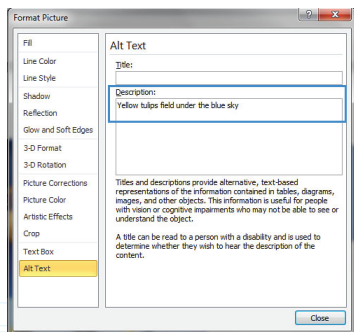 Format Picture
Fill
Line Color
Line Style
Shadow
Reflection
Glow and Soft Edges
3-D Format
3-D Rotation
Picture Corrections
Picture Color
Artistic Effects
Crop
Text Box
Alt Text
Alt Text
Title:
Description:
Yellow tulips field under the blue sky
Titles and descriptions provide alternative, text-based
representations of the information contained in tables, diagrams,
images, and other objects. This information is useful for people
with vision or cognitive impairments who may not be able to see or
understand the object.
A title can be read to a person with a disability and is used to
determine whether they wish to hear the description of the
content.
Close